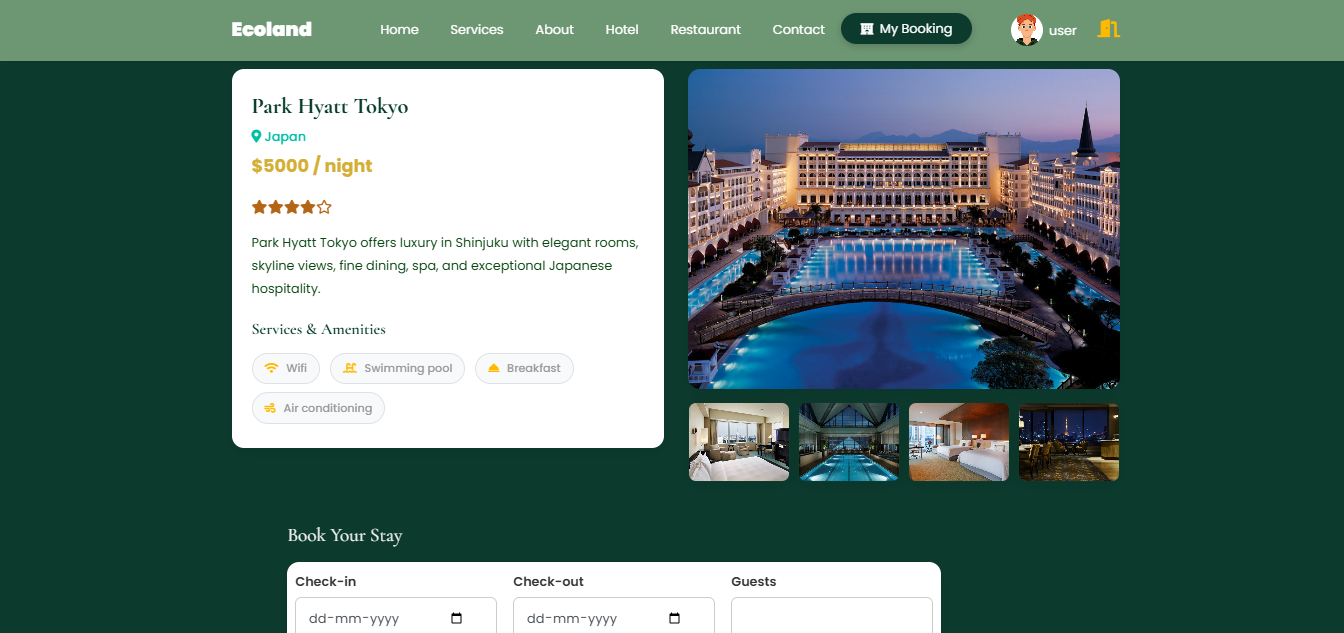 Ecoland
Home
Services
About
Hotel
Restaurant
Contact
My Booking
user
Park Hyatt Tokyo
Japan
$5000 / night
Park Hyatt Tokyo offers luxury in Shinjuku with elegant rooms,
skyline views, fine dining, spa, and exceptional Japanese
hospitality.
Services & Amenities
Wifi
Swimming pool
Breakfast
Air conditioning
Book Your Stay
Check-in
Check-out
Guests
dd-mm-yyyy
dd-mm-yyyy